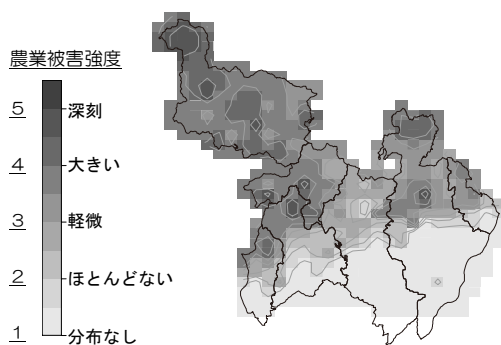 農業被害強度
5 深刻
4 大きい
3 軽微
2 ほとんどない
1 分布なし